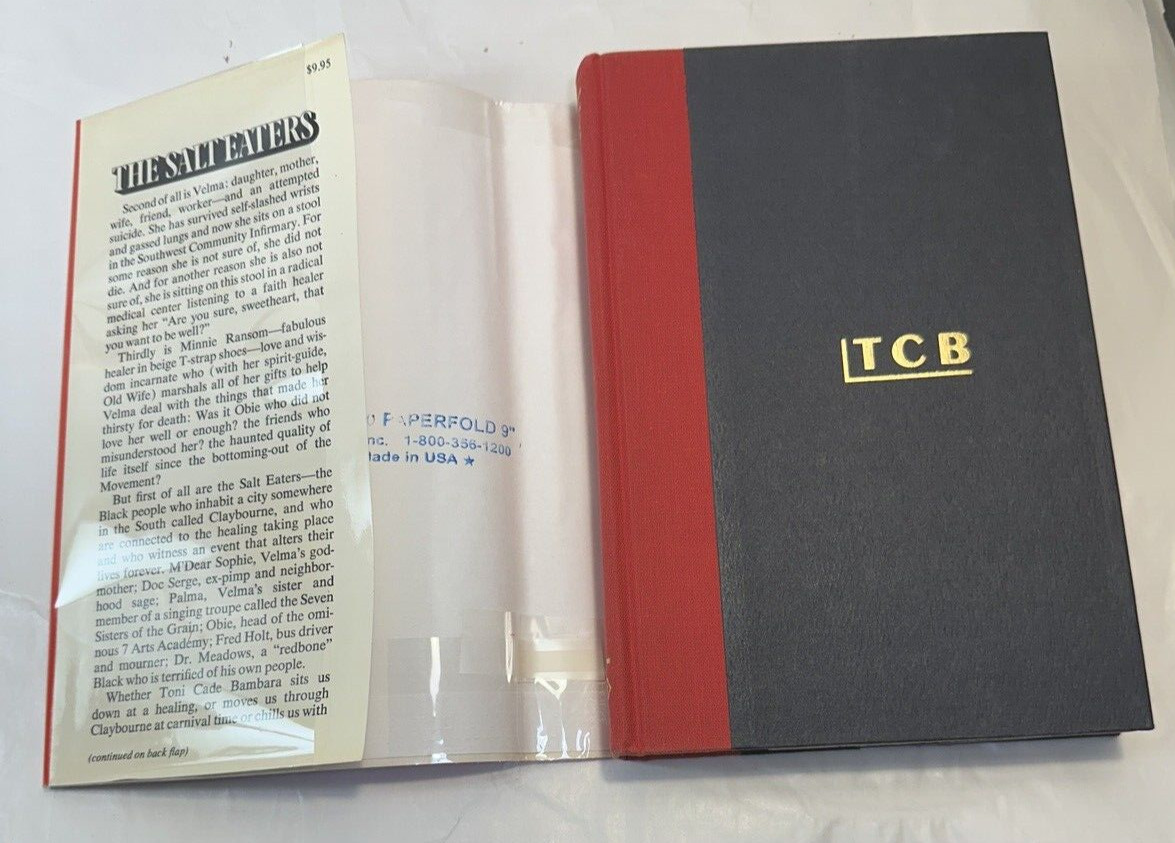 $9.95
THE SALT EATERS
Second of all is Velma: daughter, mother,
wife, friend, worker—and an attempted
suicide. She has survived self-slashed wrists
and gassed lungs and now she sits on a stool
in the Southwest Community Infirmary. For
some reason she is not sure of, she did not
die. And for another reason she is also not
sure of, she is sitting on this stool in a radical
medical center listening to a faith healer
asking her "Are you sure, sweetheart, that
you want to be well?"
Thirdly is Minnie Ransom—fabulous
healer in beige T-strap shoes—love and wis-
dom incarnate who (with her spirit-guide,
Old Wife) marshals all of her gifts to help
Velma deal with the things that made her
thirsty for death: Was it Obie who did not
love her well or enough? the friends who
misunderstood her? the haunted quality of
life itself since the bottoming-out of the
Movement?
But first of all are the Salt Eaters—the
Black people who inhabit a city somewhere
in the South called Claybourne, and who
are connected to the healing taking place
and who witness an event that alters their
lives forever. M'Dear Sophie, Velma's god-
mother; Doc Serge, ex-pimp and neighbor-
hood sage; Palma, Velma's sister and
member of a singing troupe called the Seven
Sisters of the Grain; Obie, head of the omi-
nous 7 Arts Academy; Fred Holt, bus driver
and mourner; Dr. Meadows, a "redbone"
Black who is terrified of his own people.
Whether Toni Cade Bambara sits us
down at a healing, or moves us through
Claybourne at carnival time or chills us with
(continued on back flap)
PAPERFOLD 9"
nc. 1-800-356-1200
ade in USA ★
TCB